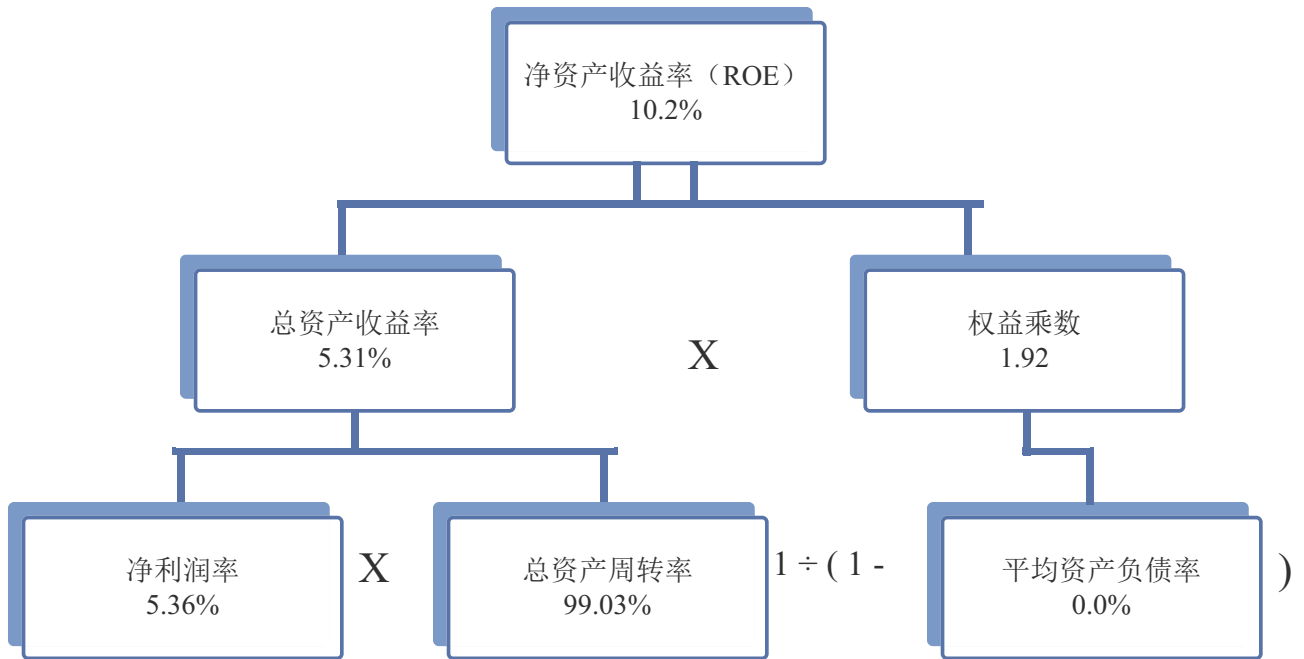 净资产收益率（ROE）
10.2%
总资产收益率
5.31%
X
权益乘数
1.92
净利润率
5.36%
X
总资产周转率
99.03%
1 ÷ ( 1 -
平均资产负债率
0.0%
)